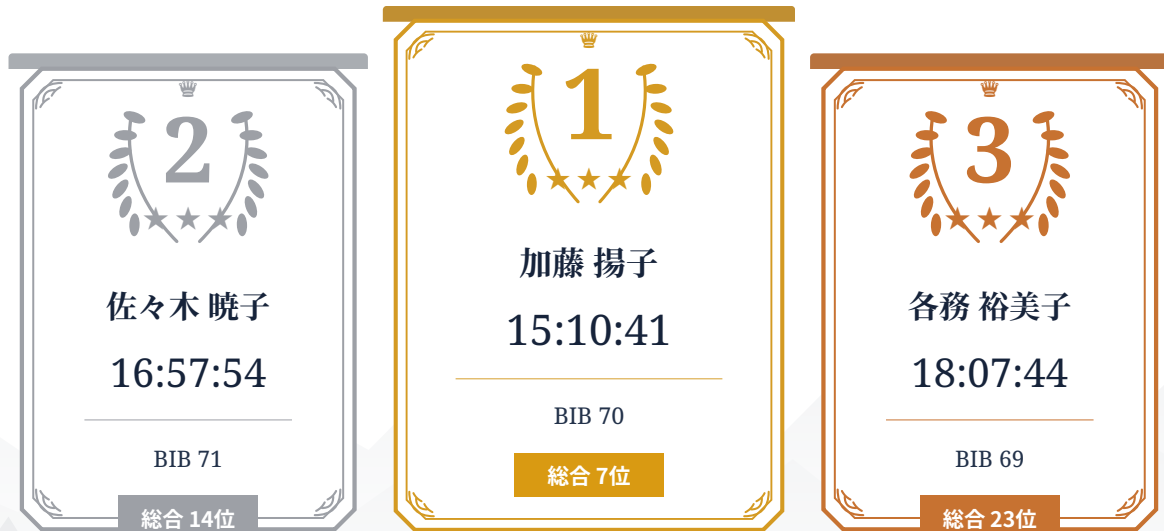 2
佐々木 暁子
16:57:54
BIB 71
総合 14位
1
加藤 揚子
15:10:41
BIB 70
総合 7位
3
各務 裕美子
18:07:44
BIB 69
総合 23位